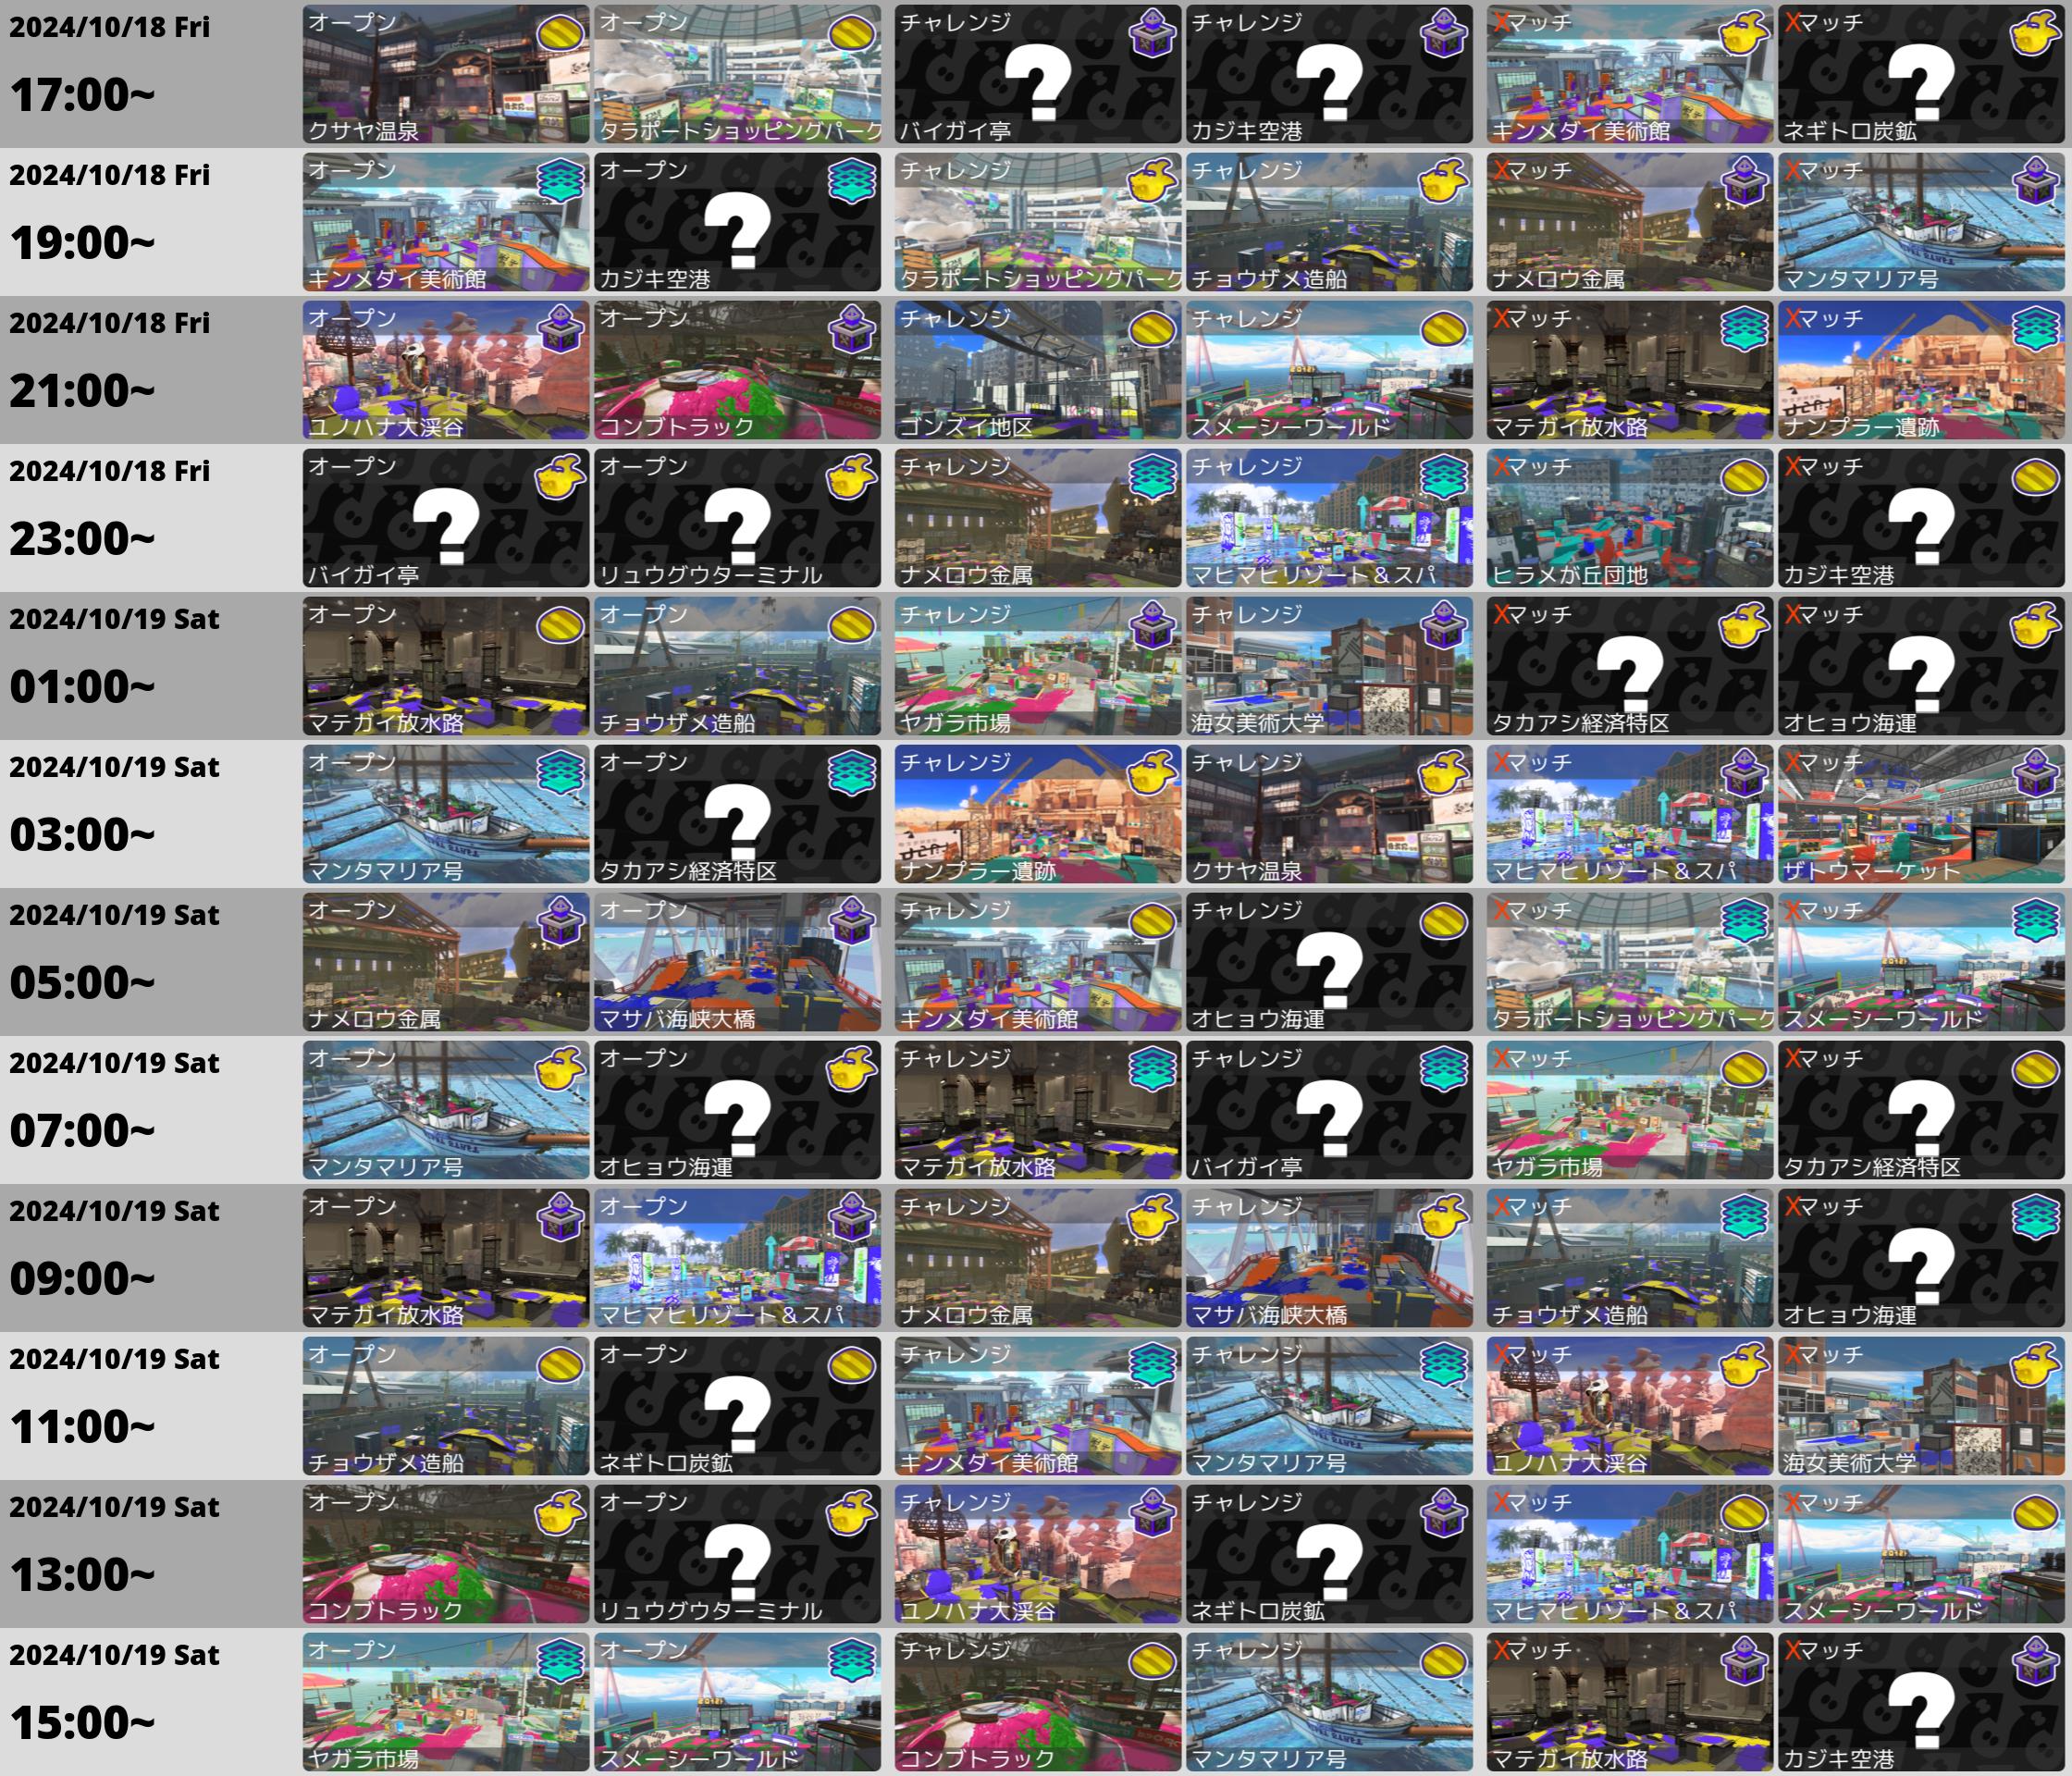 2024/10/18 Fri
17:00~
オープン オープン チャレンジ チャレンジ Xマッチ Xマッチ
クサヤ温泉 タラポートショッピングパーク バイガイ亭 カジキ空港 キンメダイ美術館 ネギトロ炭鉱
2024/10/18 Fri
19:00~
オープン オープン チャレンジ チャレンジ Xマッチ Xマッチ
キンメダイ美術館 カジキ空港 タラポートショッピングパーク チョウザメ造船 ナメロウ金属 マンタマリア号
2024/10/18 Fri
21:00~
オープン オープン チャレンジ チャレンジ Xマッチ Xマッチ
ユノハナ大渓谷 コンブトラック ゴンズイ地区 スメーシーワールド マテガイ放水路 ナンプラー遺跡
2024/10/18 Fri
23:00~
オープン オープン チャレンジ チャレンジ Xマッチ Xマッチ
バイガイ亭 リュウグウターミナル ナメロウ金属 マヒマヒリゾート&スパ ヒラメが丘団地 カジキ空港
2024/10/19 Sat
01:00~
オープン オープン チャレンジ チャレンジ Xマッチ Xマッチ
マテガイ放水路 チョウザメ造船 ヤガラ市場 海女美術大学 タカアシ経済特区 オヒョウ海運
2024/10/19 Sat
03:00~
オープン オープン チャレンジ チャレンジ Xマッチ Xマッチ
マンタマリア号 タカアシ経済特区 ナンプラー遺跡 クサヤ温泉 マヒマヒリゾート&スパ ザトウマーケット
2024/10/19 Sat
05:00~
オープン オープン チャレンジ チャレンジ Xマッチ Xマッチ
ナメロウ金属 マサバ海峡大橋 キンメダイ美術館 オヒョウ海運 タラポートショッピングパーク スメーシーワールド
2024/10/19 Sat
07:00~
オープン オープン チャレンジ チャレンジ Xマッチ Xマッチ
マンタマリア号 オヒョウ海運 マテガイ放水路 バイガイ亭 ヤガラ市場 タカアシ経済特区
2024/10/19 Sat
09:00~
オープン オープン チャレンジ チャレンジ Xマッチ Xマッチ
マテガイ放水路 マヒマヒリゾート&スパ ナメロウ金属 マサバ海峡大橋 チョウザメ造船 オヒョウ海運
2024/10/19 Sat
11:00~
オープン オープン チャレンジ チャレンジ Xマッチ Xマッチ
チョウザメ造船 ネギトロ炭鉱 キンメダイ美術館 マンタマリア号 ユノハナ大渓谷 海女美術大学
2024/10/19 Sat
13:00~
オープン オープン チャレンジ チャレンジ Xマッチ Xマッチ
コンブトラック リュウグウターミナル ユノハナ大渓谷 ネギトロ炭鉱 マヒマヒリゾート&スパ スメーシーワールド
2024/10/19 Sat
15:00~
オープン オープン チャレンジ チャレンジ Xマッチ Xマッチ
ヤガラ市場 スメーシーワールド コンブトラック マンタマリア号 マテガイ放水路 カジキ空港